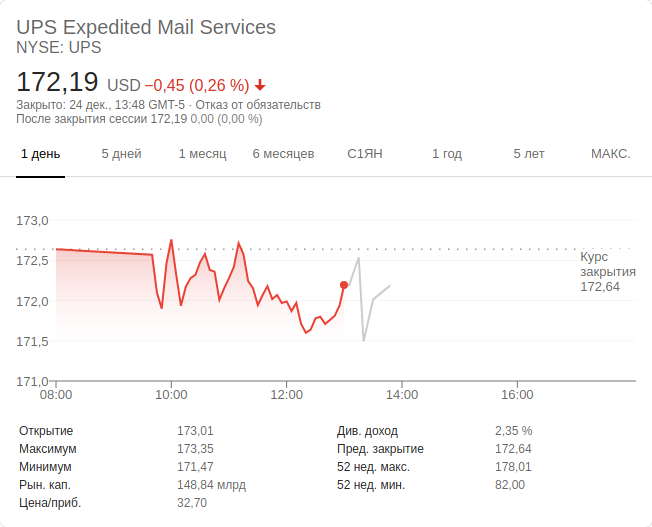 UPS Expedited Mail Services
NYSE: UPS
172,19 USD −0,45 (0,26 %)
Закрыто: 24 дек., 13:48 GMT-5 · Отказ от обязательств
После закрытия сессии 172,19 0,00 (0,00 %)
1 день 5 дней 1 месяц 6 месяцев С1ЯН 1 год 5 лет МАКС.
173,0
172,5
172,0
171,5
171,0
Курс
закрытия
172,64
08:00 10:00 12:00 14:00 16:00
Открытие 173,01 Див. доход 2,35 %
Максимум 173,35 Пред. закрытие 172,64
Минимум 171,47 52 нед. макс. 178,01
Рын. кап. 148,84 млрд 52 нед. мин. 82,00
Цена/приб. 32,70